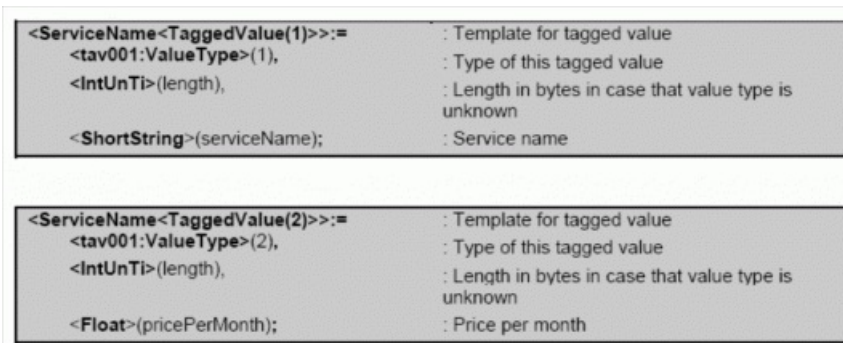 <ServiceName<TaggedValue(1)>>:= : Template for tagged value
<tav001:ValueType>(1), : Type of this tagged value
<IntUnTi>(length), : Length in bytes in case that value type is
unknown
<ShortString>(serviceName); : Service name
<ServiceName<TaggedValue(2)>>:= : Template for tagged value
<tav001:ValueType>(2), : Type of this tagged value
<IntUnTi>(length), : Length in bytes in case that value type is
unknown
<Float>(pricePerMonth); : Price per month